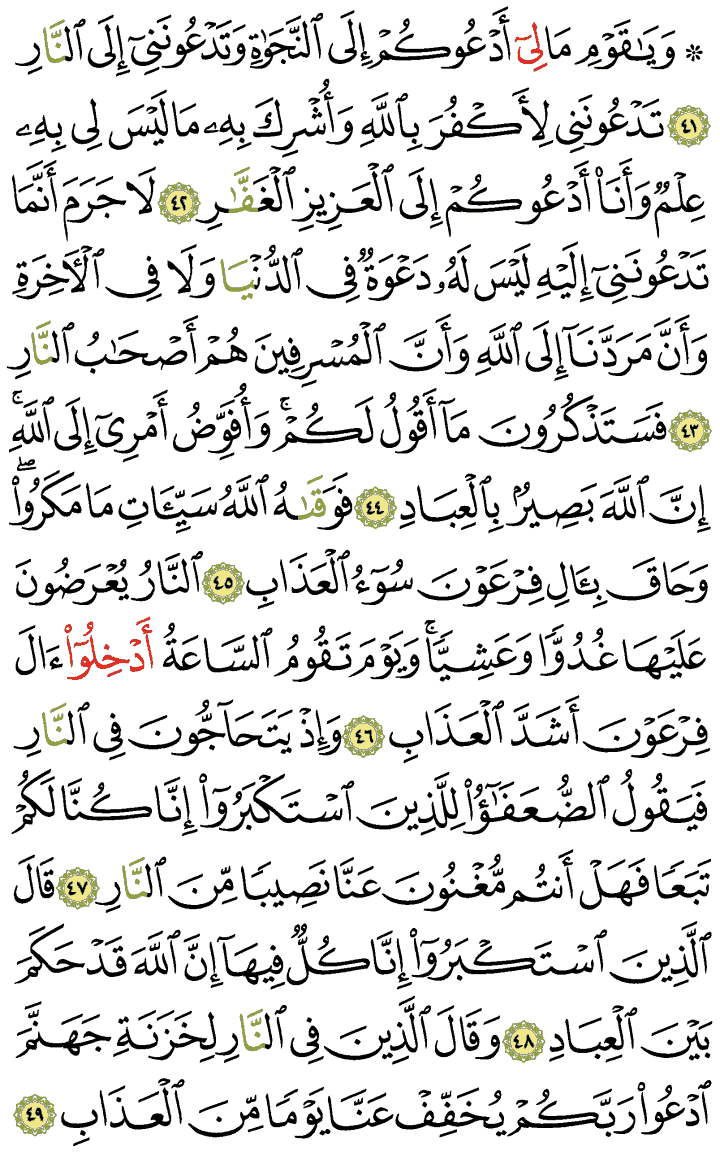 ۞ وَيَـٰقَوْمِ مَا لِىٓ أَدْعُوكُمْ إِلَى ٱلنَّجَوٰةِ وَتَدْعُونَنِىٓ إِلَى ٱلنَّارِ
٤١ تَدْعُونَنِى لِأَكْفُرَ بِٱللَّهِ وَأُشْرِكَ بِهِۦ مَا لَيْسَ لِى بِهِۦ
عِلْمٌ وَأَنَا۠ أَدْعُوكُمْ إِلَى ٱلْعَزِيزِ ٱلْغَفَّـٰرِ ٤٢ لَا جَرَمَ أَنَّمَا
تَدْعُونَنِىٓ إِلَيْهِ لَيْسَ لَهُۥ دَعْوَةٌ فِى ٱلدُّنْيَا وَلَا فِى ٱلْأَخِرَةِ
وَأَنَّ مَرَدَّنَآ إِلَى ٱللَّهِ وَأَنَّ ٱلْمُسْرِفِينَ هُمْ أَصْحَـٰبُ ٱلنَّارِ
٤٣ فَسَتَذْكُرُونَ مَآ أَقُولُ لَكُمْ ۚ وَأُفَوِّضُ أَمْرِىٓ إِلَى ٱللَّهِ ۚ
إِنَّ ٱللَّهَ بَصِيرٌۢ بِٱلْعِبَادِ ٤٤ فَوَقَـٰهُ ٱللَّهُ سَيِّـَٔاتِ مَا مَكَرُوا۟ ۖ
وَحَاقَ بِـَٔالِ فِرْعَوْنَ سُوٓءُ ٱلْعَذَابِ ٤٥ ٱلنَّارُ يُعْرَضُونَ
عَلَيْهَا غُدُوًّا وَعَشِيًّا ۚ وَيَوْمَ تَقُومُ ٱلسَّاعَةُ أَدْخِلُوٓا۟ ءَالَ
فِرْعَوْنَ أَشَدَّ ٱلْعَذَابِ ٤٦ وَإِذْ يَتَحَآجُّونَ فِى ٱلنَّارِ
فَيَقُولُ ٱلضُّعَفَـٰٓؤُا۟ لِلَّذِينَ ٱسْتَكْبَرُوٓا۟ إِنَّا كُنَّا لَكُمْ
تَبَعًا فَهَلْ أَنتُم مُّغْنُونَ عَنَّا نَصِيبًا مِّنَ ٱلنَّارِ ٤٧ قَالَ
ٱلَّذِينَ ٱسْتَكْبَرُوٓا۟ إِنَّا كُلٌّ فِيهَآ إِنَّ ٱللَّهَ قَدْ حَكَمَ
بَيْنَ ٱلْعِبَادِ ٤٨ وَقَالَ ٱلَّذِينَ فِى ٱلنَّارِ لِخَزَنَةِ جَهَنَّمَ
ٱدْعُوا۟ رَبَّكُمْ يُخَفِّفْ عَنَّا يَوْمًا مِّنَ ٱلْعَذَابِ ٤٩